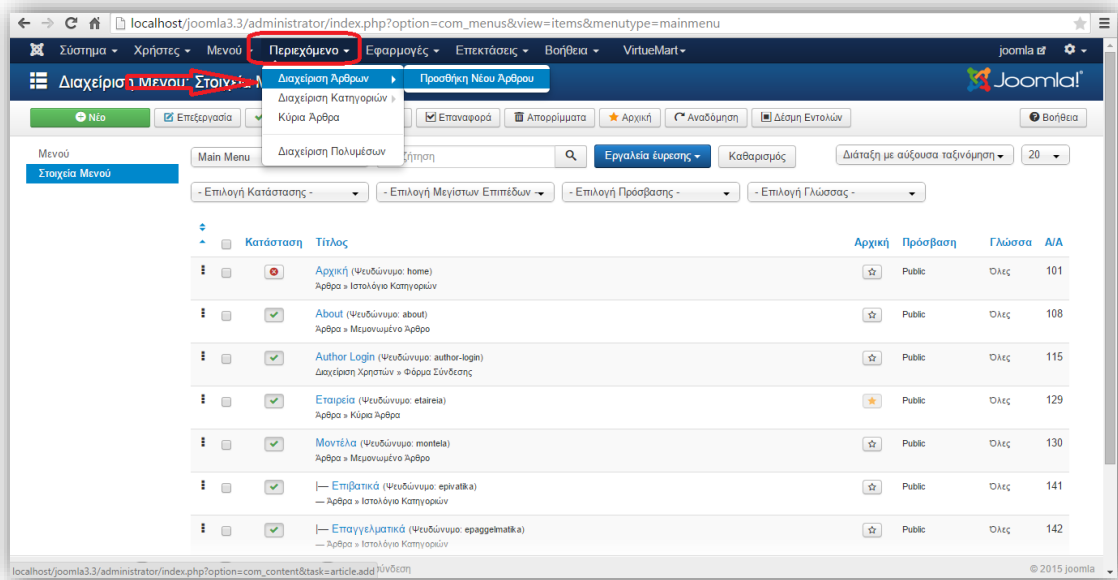 localhost/joomla3.3/administrator/index.php?option=com_menus&view=items&menutype=mainmenu
Σύστημα Χρήστες Μενού Περιεχόμενο Εφαρμογές Επεκτάσεις Βοήθεια VirtueMart joomla
Διαχείριση Μενού: Στοιχεία Joomla!
Διαχείριση Άρθρων Προσθήκη Νέου Άρθρου
Διαχείριση Κατηγοριών
Κύρια Άρθρα
Διαχείριση Πολυμέσων
Νέο Επεξεργασία Επαναφορά Απορρίμματα Αρχική Αναδόμηση Δέσμη Εντολών Βοήθεια
Μενού
Στοιχεία Μενού
Main Menu Εργαλεία έυρεσης Καθαρισμός Διάταξη με αύξουσα ταξινόμηση 20
- Επιλογή Κατάστασης - - Επιλογή Μεγίστων Επιπέδων - - Επιλογή Πρόσβασης - - Επιλογή Γλώσσας -
Κατάσταση Τίτλος Αρχική Πρόσβαση Γλώσσα Α/Α
Αρχική (Ψευδώνυμο: home) Public Όλες 101
Άρθρα » Ιστολόγιο Κατηγοριών
About (Ψευδώνυμο: about) Public Όλες 108
Άρθρα » Μεμονωμένο Άρθρο
Author Login (Ψευδώνυμο: author-login) Public Όλες 115
Διαχείριση Χρηστών » Φόρμα Σύνδεσης
Εταιρεία (Ψευδώνυμο: etaireia) Public Όλες 129
Άρθρα » Κύρια Άρθρα
Μοντέλα (Ψευδώνυμο: montela) Public Όλες 130
Άρθρα » Μεμονωμένο Άρθρο
|— Επιβατικά (Ψευδώνυμο: epivatika) Public Όλες 141
— Άρθρα » Ιστολόγιο Κατηγοριών
|— Επαγγελματικά (Ψευδώνυμο: epaggelmatika) Public Όλες 142
— Άρθρα » Ιστολόγιο Κατηγοριών
localhost/joomla3.3/administrator/index.php?option=com_content&task=article.add © 2015 joomla